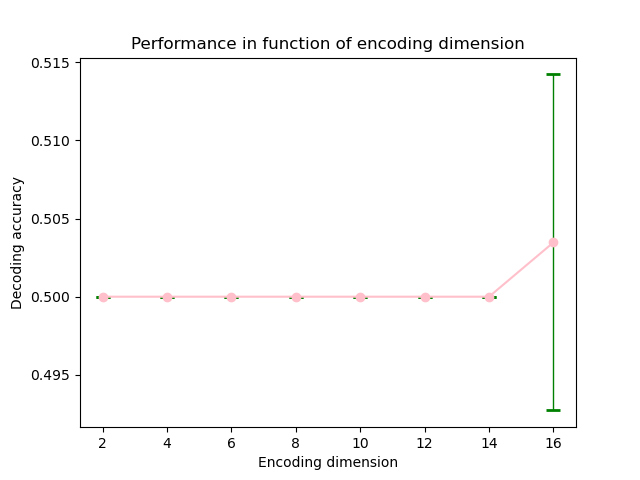 Performance in function of encoding dimension
0.515
0.510
0.505
0.500
0.495
Decoding accuracy
2 4 6 8 10 12 14 16
Encoding dimension